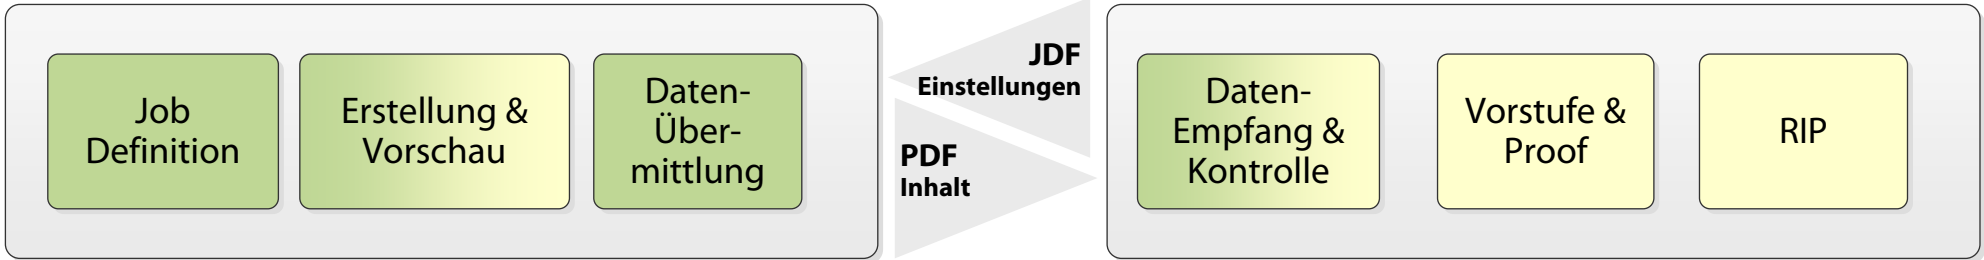 Job
Definition
Erstellung &
Vorschau
Daten-
Über-
mittlung
JDF
Einstellungen
PDF
Inhalt
Daten-
Empfang &
Kontrolle
Vorstufe &
Proof
RIP